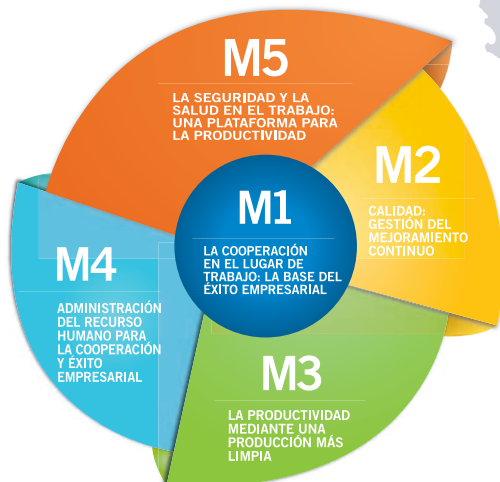 M5
LA SEGURIDAD Y LA
SALUD EN EL TRABAJO:
UNA PLATAFORMA PARA
LA PRODUCTIVIDAD
M2
CALIDAD:
GESTIÓN DEL
MEJORAMIENTO
CONTINUO
M1
LA COOPERACIÓN
EN EL LUGAR DE
TRABAJO: LA BASE DEL
ÉXITO EMPRESARIAL
M4
ADMINISTRACIÓN
DEL RECURSO
HUMANO PARA
LA COOPERACIÓN
Y ÉXITO
EMPRESARIAL
M3
LA PRODUCTIVIDAD
MEDIANTE UNA
PRODUCCIÓN MÁS
LIMPIA